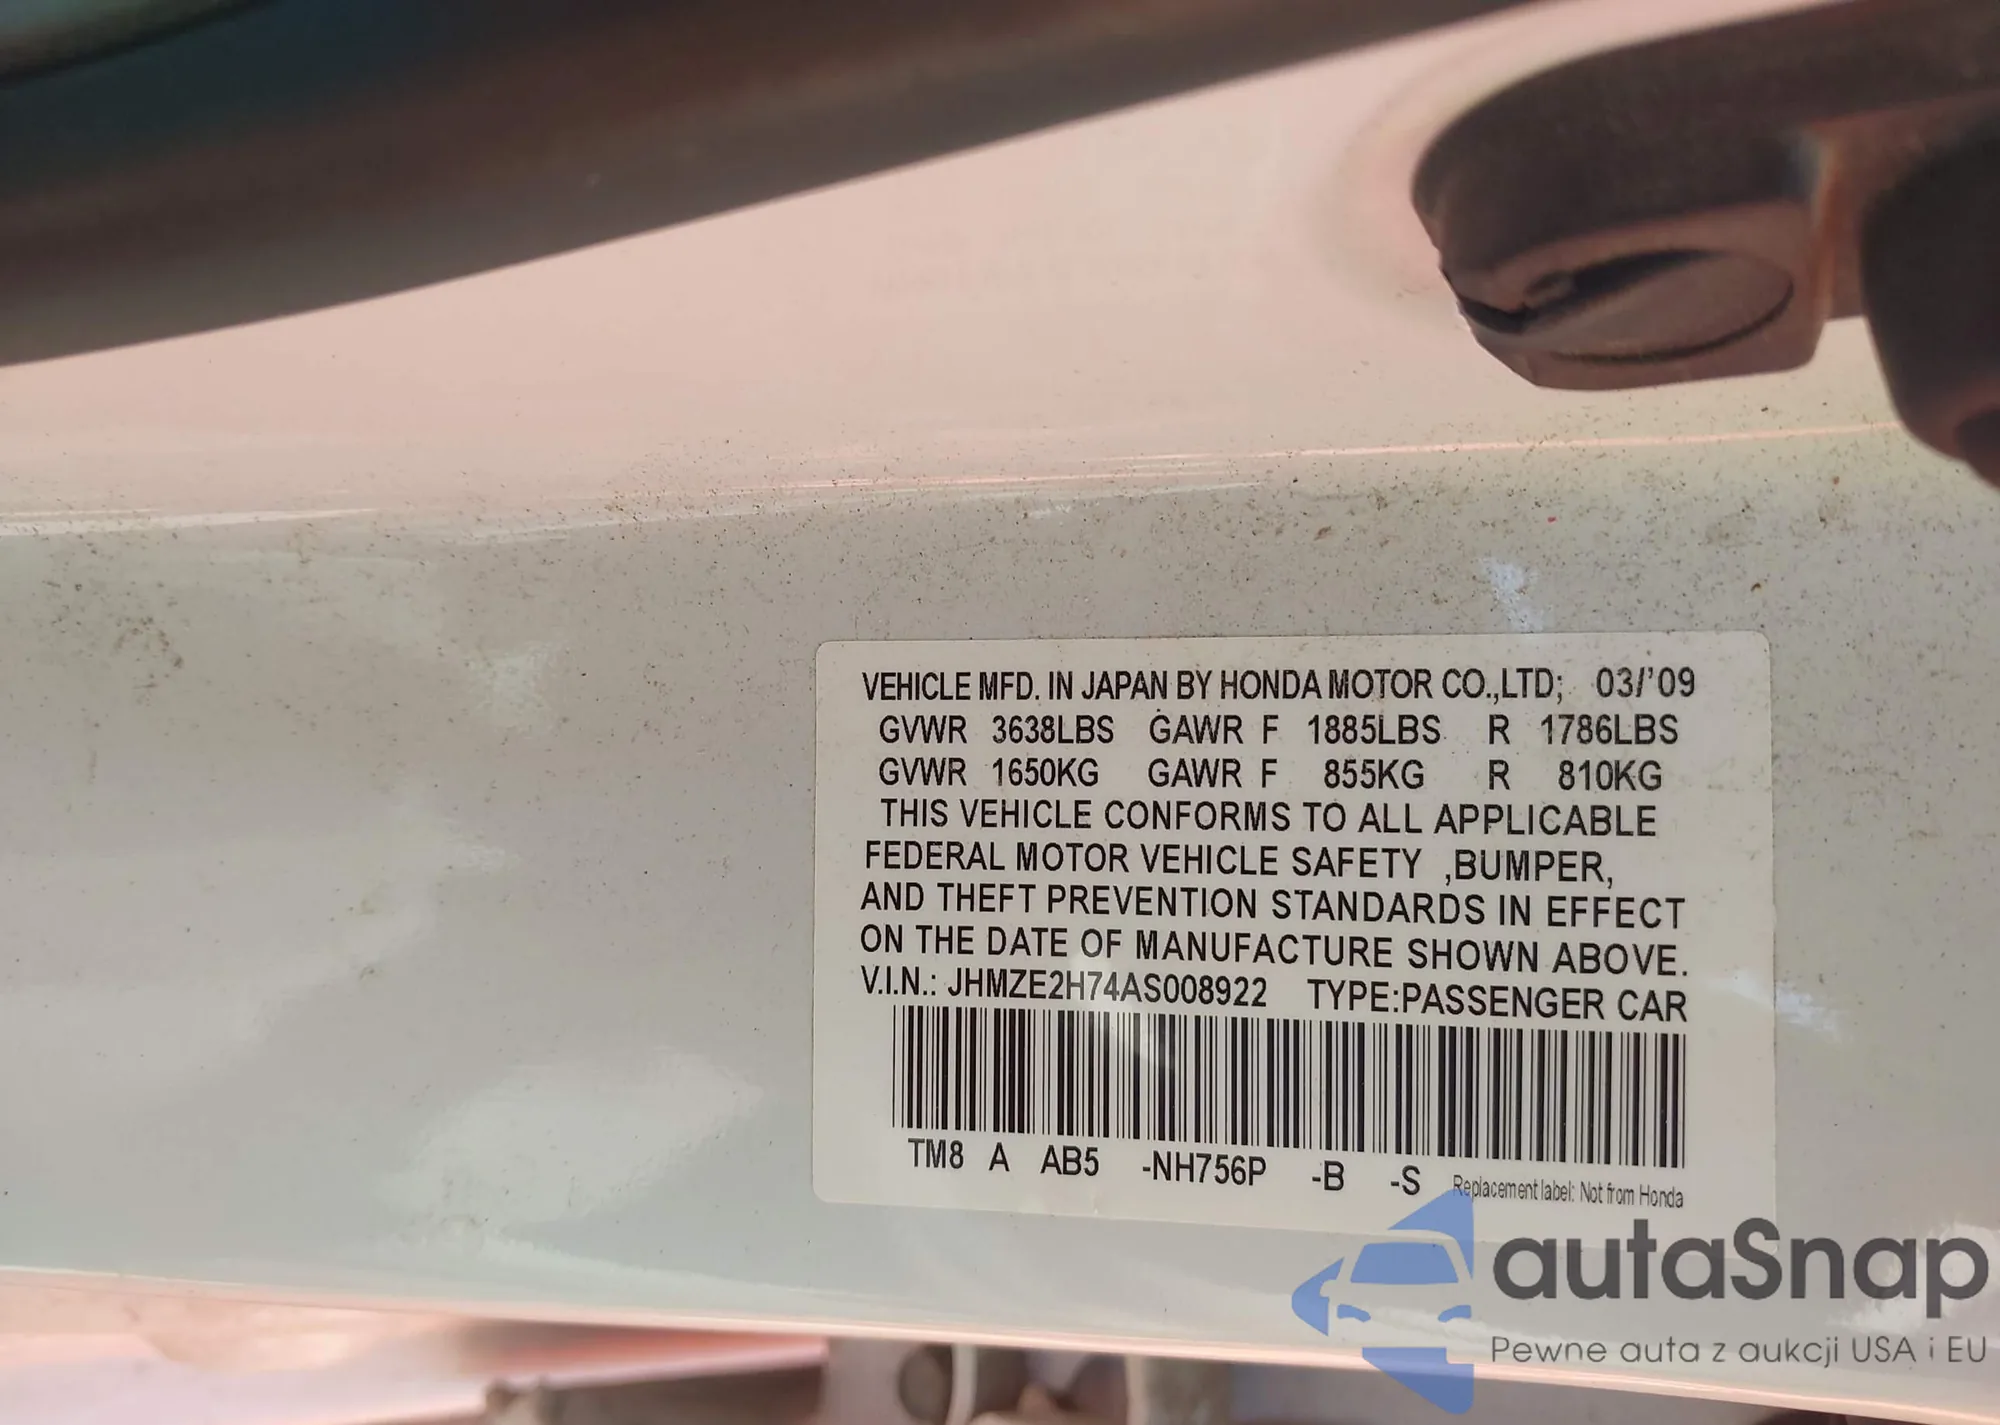 VEHICLE MFD. IN JAPAN BY HONDA MOTOR CO.,LTD; 03/'09
GVWR 3638LBS GAWR F 1885LBS R 1786LBS
GVWR 1650KG GAWR F 855KG R 810KG
THIS VEHICLE CONFORMS TO ALL APPLICABLE
FEDERAL MOTOR VEHICLE SAFETY ,BUMPER,
AND THEFT PREVENTION STANDARDS IN EFFECT
ON THE DATE OF MANUFACTURE SHOWN ABOVE.
V.I.N.: JHMZE2H74AS008922 TYPE:PASSENGER CAR
TM8 A AB5 -NH756P -B -S Replacement label: Not from Honda
autaSnap
Pewne auta z aukcji USA i EU